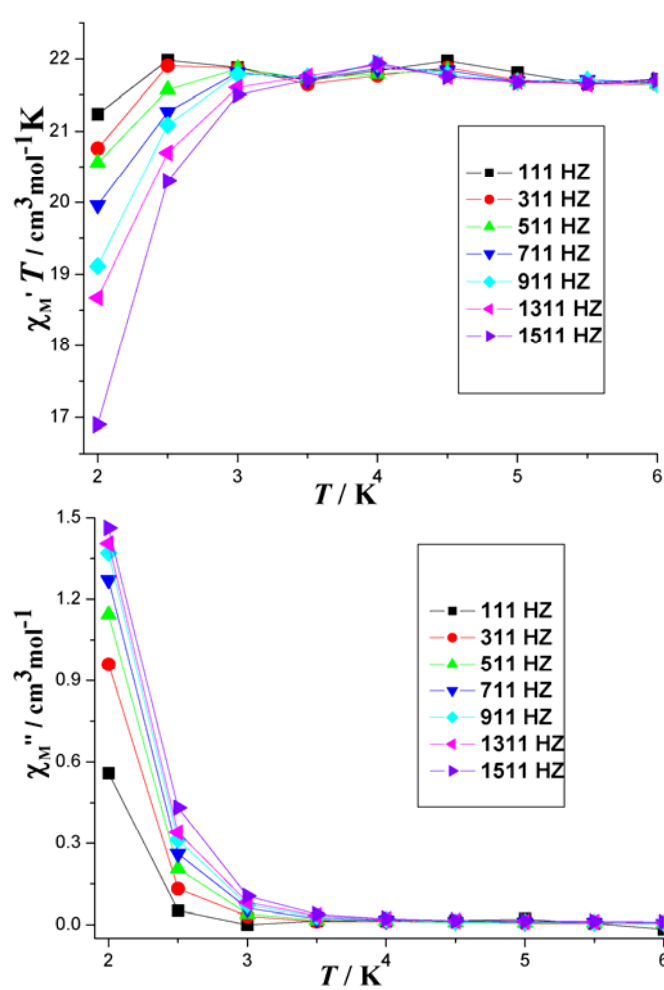 22
21
20
19
18
17
χM' T / cm³mol⁻¹K
111 HZ
311 HZ
511 HZ
711 HZ
911 HZ
1311 HZ
1511 HZ
2 3 4 5 6
T / K
1.5
1.2
0.9
0.6
0.3
0.0
χM'' / cm³mol⁻¹
111 HZ
311 HZ
511 HZ
711 HZ
911 HZ
1311 HZ
1511 HZ
2 3 4 5 6
T / K